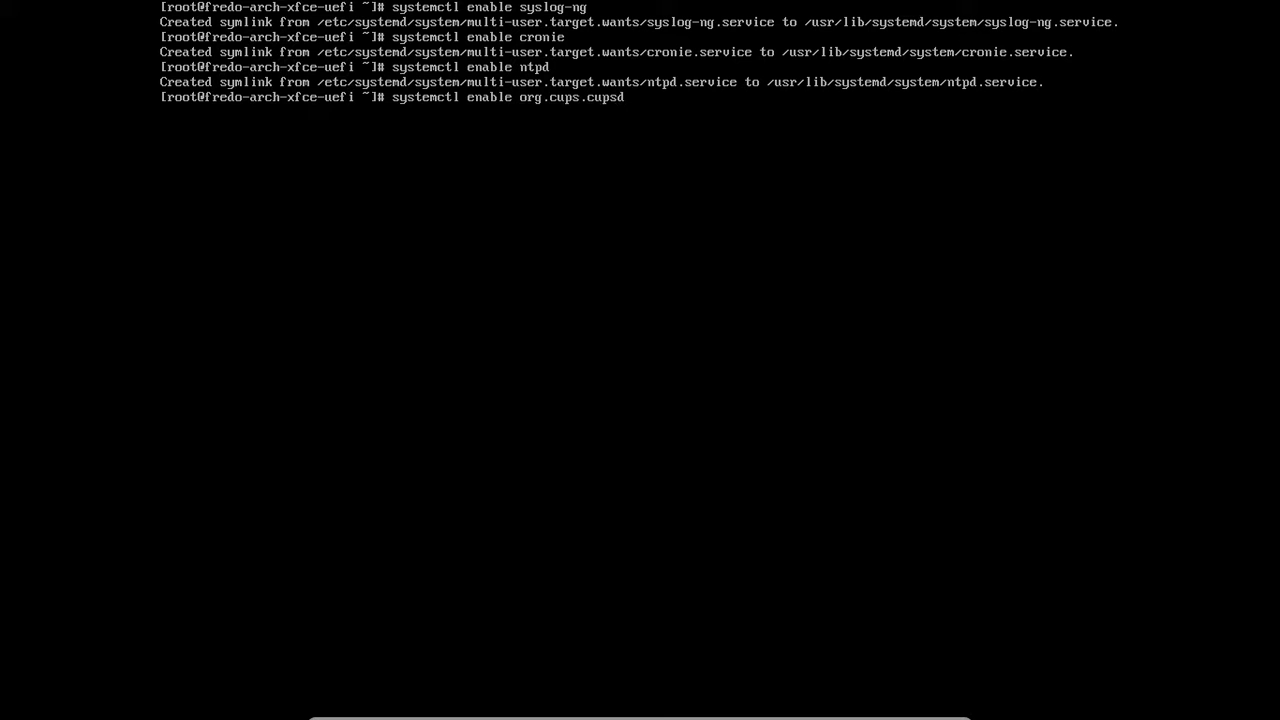 [root@fredo-arch-xfce-uefi ~]# systemctl enable syslog-ng
Created symlink from /etc/systemd/system/multi-user.target.wants/syslog-ng.service to /usr/lib/systemd/system/syslog-ng.service.
[root@fredo-arch-xfce-uefi ~]# systemctl enable cronie
Created symlink from /etc/systemd/system/multi-user.target.wants/cronie.service to /usr/lib/systemd/system/cronie.service.
[root@fredo-arch-xfce-uefi ~]# systemctl enable ntpd
Created symlink from /etc/systemd/system/multi-user.target.wants/ntpd.service to /usr/lib/systemd/system/ntpd.service.
[root@fredo-arch-xfce-uefi ~]# systemctl enable org.cups.cupsd